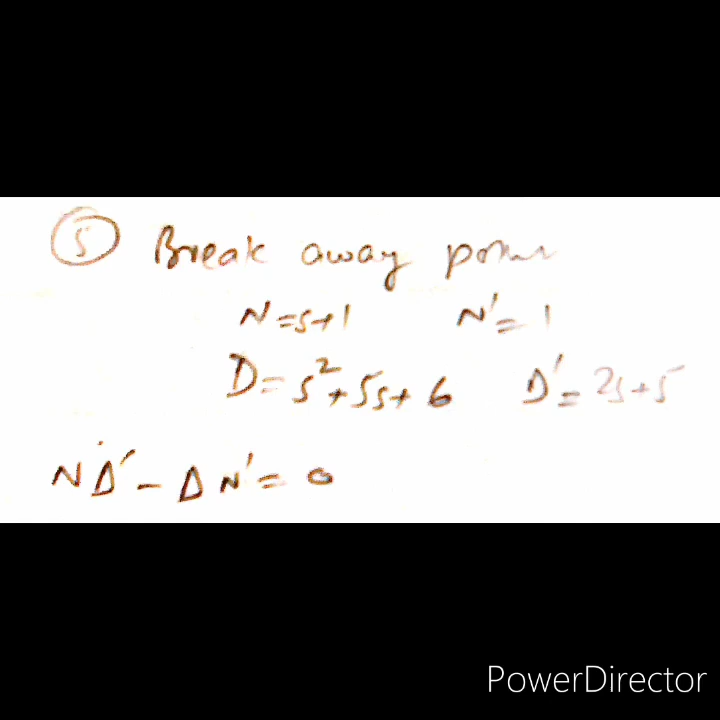 ⑤ Break away point
N=s+1 N'=1
D=s²+5s+6 D'=2s+5
ND'-DN'=0
PowerDirector